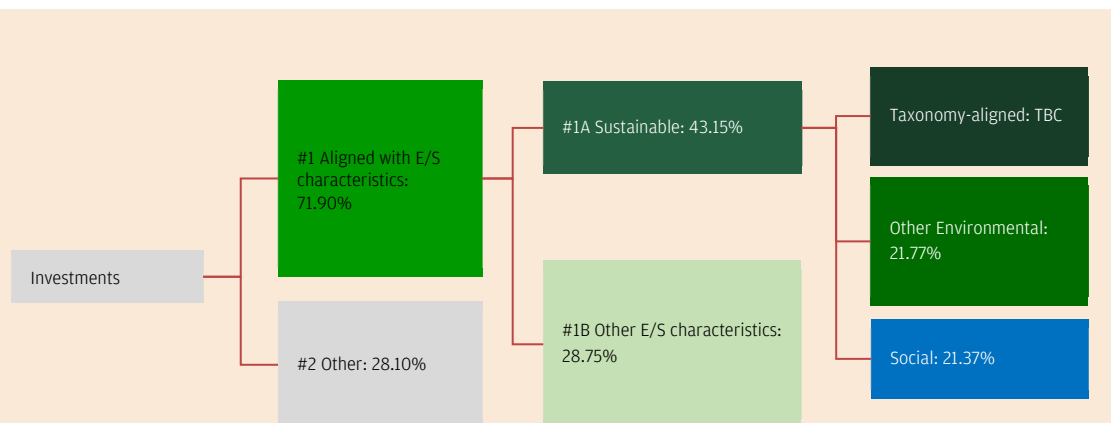 Investments
#1 Aligned with E/S
characteristics:
71.90%
#2 Other: 28.10%
#1A Sustainable: 43.15%
#1B Other E/S characteristics:
28.75%
Taxonomy-aligned: TBC
Other Environmental:
21.77%
Social: 21.37%